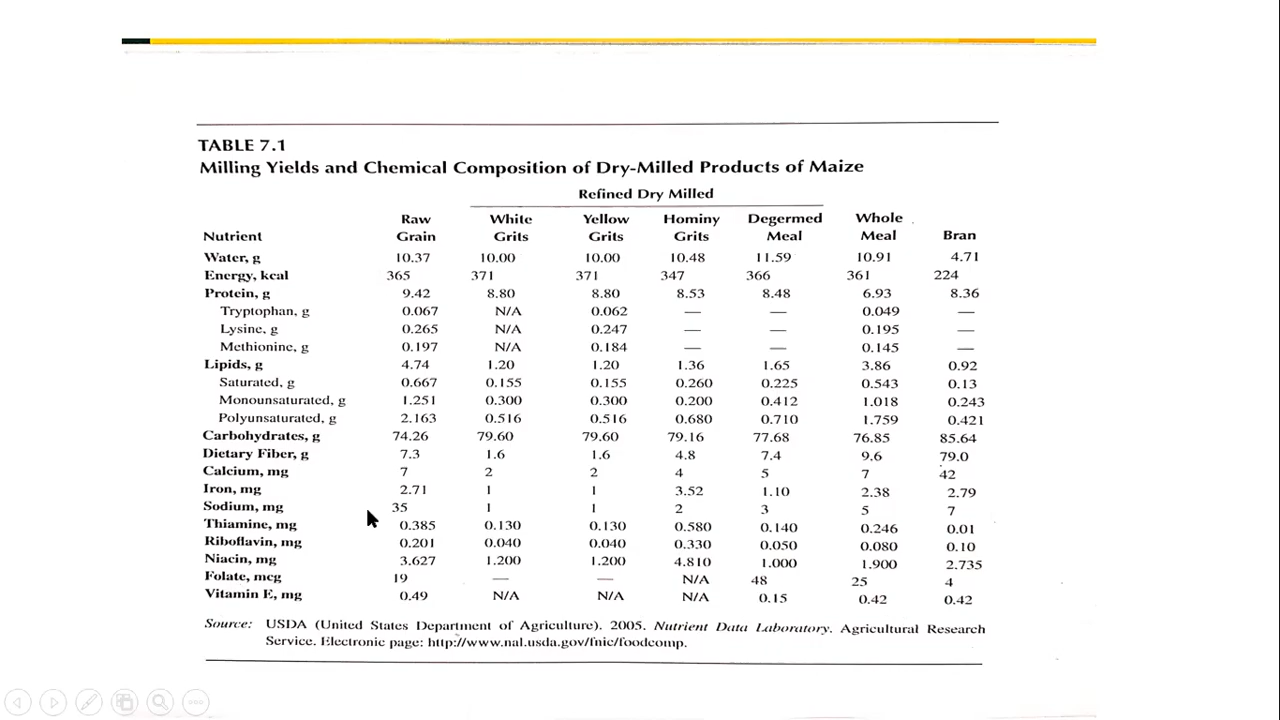 TABLE 7.1
Milling Yields and Chemical Composition of Dry-Milled Products of Maize
Refined Dry Milled
Raw White Yellow Hominy Degermed Whole
Nutrient Grain Grits Grits Grits Meal Meal Bran
Water, g 10.37 10.00 10.00 10.48 11.59 10.91 4.71
Energy, kcal 365 371 371 347 366 361 224
Protein, g 9.42 8.80 8.80 8.53 8.48 6.93 8.36
Tryptophan, g 0.067 N/A 0.062 — — 0.049 —
Lysine, g 0.265 N/A 0.247 — — 0.195 —
Methionine, g 0.197 N/A 0.184 — — 0.145 —
Lipids, g 4.74 1.20 1.20 1.36 1.65 3.86 0.92
Saturated, g 0.667 0.155 0.155 0.260 0.225 0.543 0.13
Monounsaturated, g 1.251 0.300 0.300 0.200 0.412 1.018 0.243
Polyunsaturated, g 2.163 0.516 0.516 0.680 0.710 1.759 0.421
Carbohydrates, g 74.26 79.60 79.60 79.16 77.68 76.85 85.64
Dietary Fiber, g 7.3 1.6 1.6 4.8 7.4 9.6 79.0
Calcium, mg 7 2 2 4 5 7 42
Iron, mg 2.71 1 1 3.52 1.10 2.38 2.79
Sodium, mg 35 1 1 2 3 5 7
Thiamine, mg 0.385 0.130 0.130 0.580 0.140 0.246 0.01
Riboflavin, mg 0.201 0.040 0.040 0.330 0.050 0.080 0.10
Niacin, mg 3.627 1.200 1.200 4.810 1.000 1.900 2.735
Folate, mcg 19 — — N/A 48 25 4
Vitamin E, mg 0.49 N/A N/A N/A 0.15 0.42 0.42
Source: USDA (United States Department of Agriculture). 2005. Nutrient Data Laboratory. Agricultural Research
Service. Electronic page: http://www.nal.usda.gov/fnic/foodcomp.